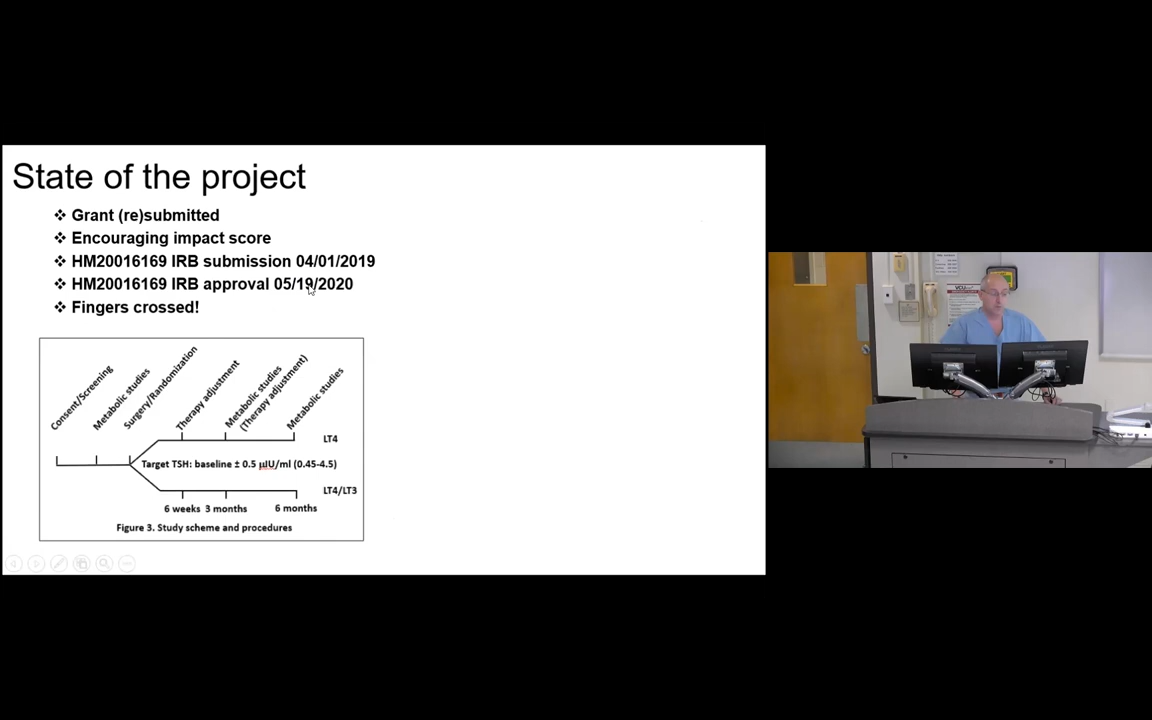 State of the project
❖ Grant (re)submitted
❖ Encouraging impact score
❖ HM20016169 IRB submission 04/01/2019
❖ HM20016169 IRB approval 05/19/2020
❖ Fingers crossed!
Consent/Screening
Metabolic studies
Surgery/Randomization
Therapy adjustment
Metabolic studies
(Therapy adjustment)
Metabolic studies
LT4
Target TSH: baseline ± 0.5 µIU/ml (0.45-4.5)
LT4/LT3
6 weeks 3 months 6 months
Figure 3. Study scheme and procedures
VCU